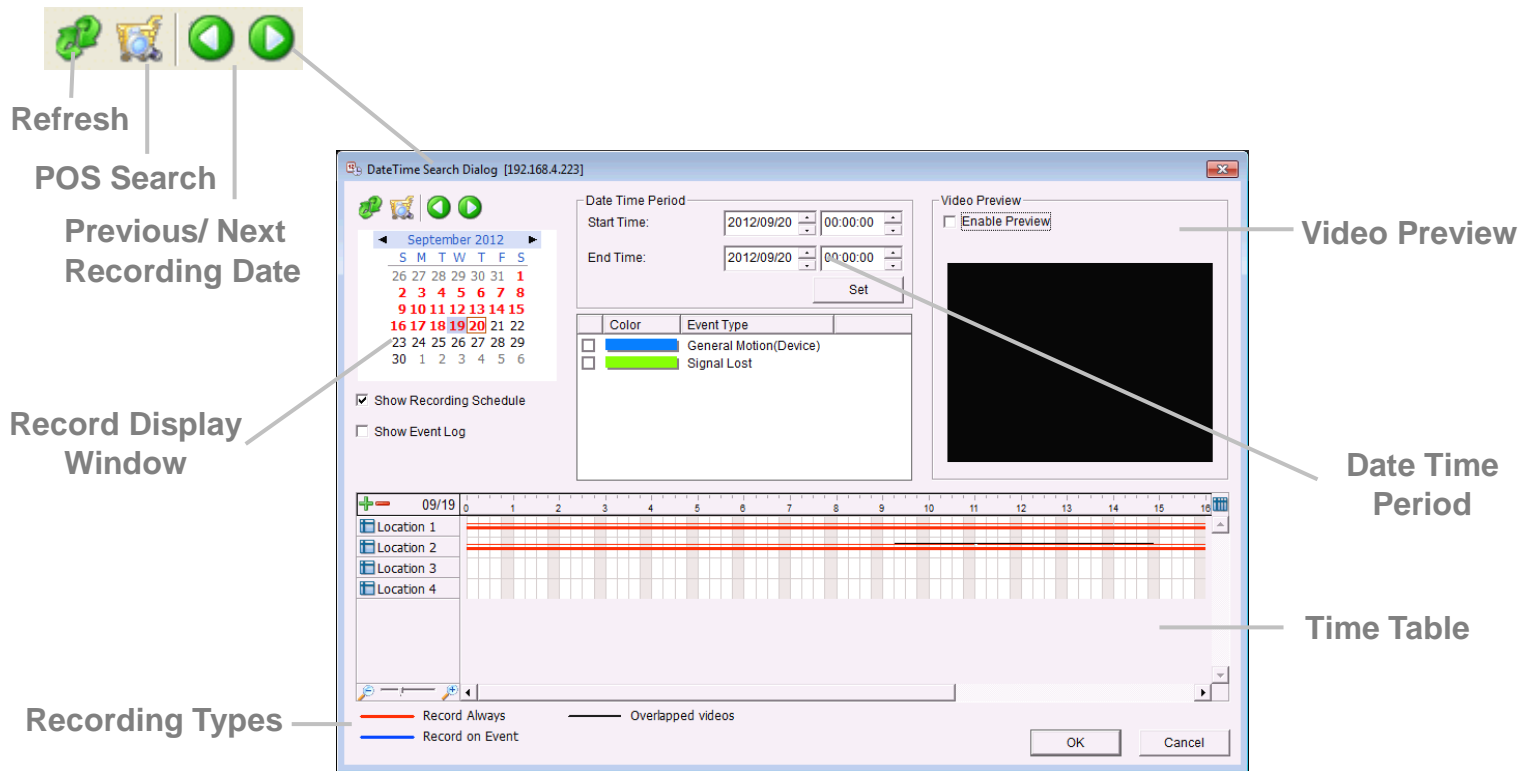 Refresh
POS Search
Previous/ Next
Recording Date
Record Display
Window
Recording Types
DateTime Search Dialog [192.168.4.223]
September 2012
S M T W T F S
26 27 28 29 30 31 1
2 3 4 5 6 7 8
9 10 11 12 13 14 15
16 17 18 19 20 21 22
23 24 25 26 27 28 29
30 1 2 3 4 5 6
Show Recording Schedule
Show Event Log
Date Time Period
Start Time: 2012/09/20 00:00:00
End Time: 2012/09/20 00:00:00
Set
Color Event Type
General Motion(Device)
Signal Lost
Video Preview
Enable Preview
09/19 0 1 2 3 4 5 6 7 8 9 10 11 12 13 14 15 16
Location 1
Location 2
Location 3
Location 4
Record Always Overlapped videos
Record on Event
OK Cancel
Video Preview
Date Time
Period
Time Table